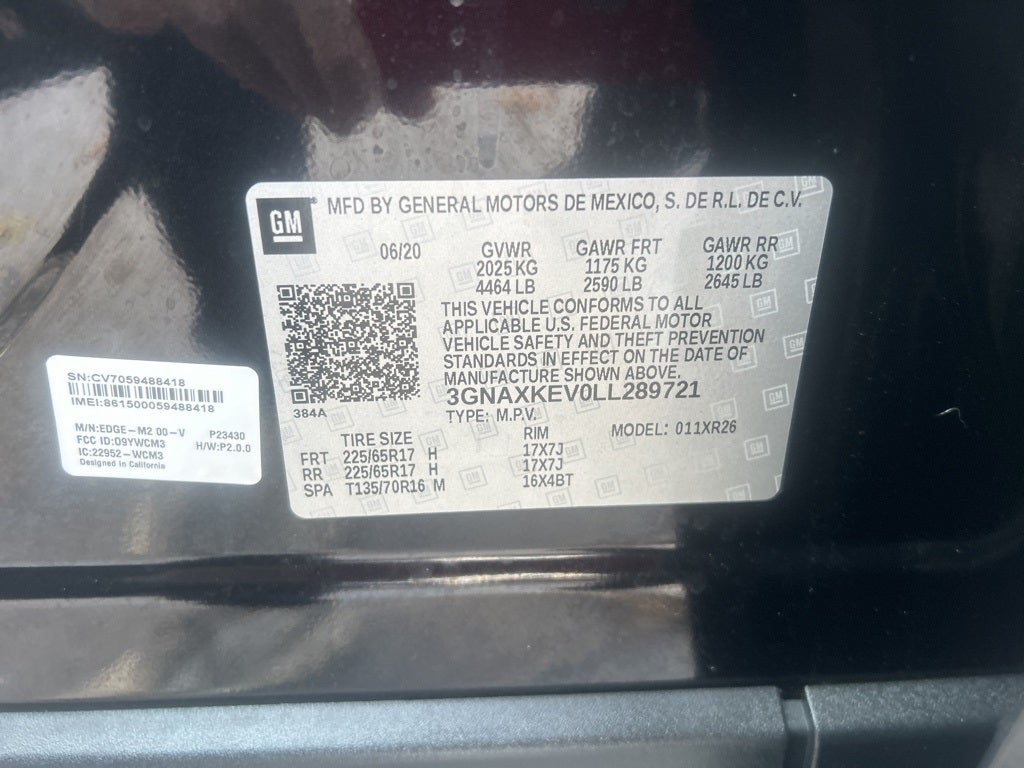 GM
MFD BY GENERAL MOTORS DE MEXICO, S. DE R.L. DE C.V.
06/20 GVWR GAWR FRT GAWR RR
2025 KG 1175 KG 1200 KG
4464 LB 2590 LB 2645 LB
THIS VEHICLE CONFORMS TO ALL
APPLICABLE U.S. FEDERAL MOTOR
VEHICLE SAFETY AND THEFT PREVENTION
STANDARDS IN EFFECT ON THE DATE OF
MANUFACTURE SHOWN ABOVE.
384A
3GNAXKEV0LL289721
TYPE: M.P.V. MODEL: 011XR26
TIRE SIZE RIM
FRT 225/65R17 H 17X7J
RR 225/65R17 H 17X7J
SPA T135/70R16 M 16X4BT
SN:CV7059488418
IMEI:861500059488418
M/N:EDGE-M2 00-V P23430
FCC ID:09YWCM3 H/W:P2.0.0
IC:22952-WCM3
Designed in California